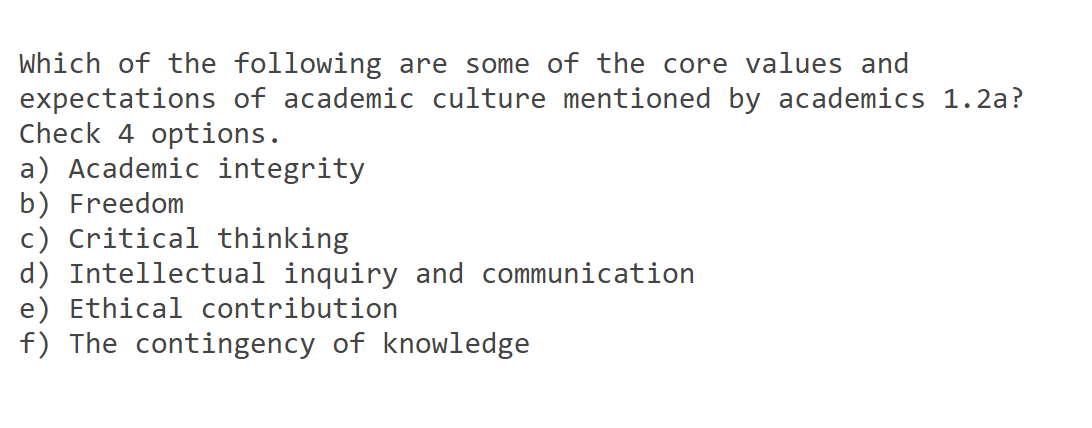 Which of the following are some of the core values and
expectations of academic culture mentioned by academics 1.2a?
Check 4 options.
a) Academic integrity
b) Freedom
c) Critical thinking
d) Intellectual inquiry and communication
e) Ethical contribution
f) The contingency of knowledge